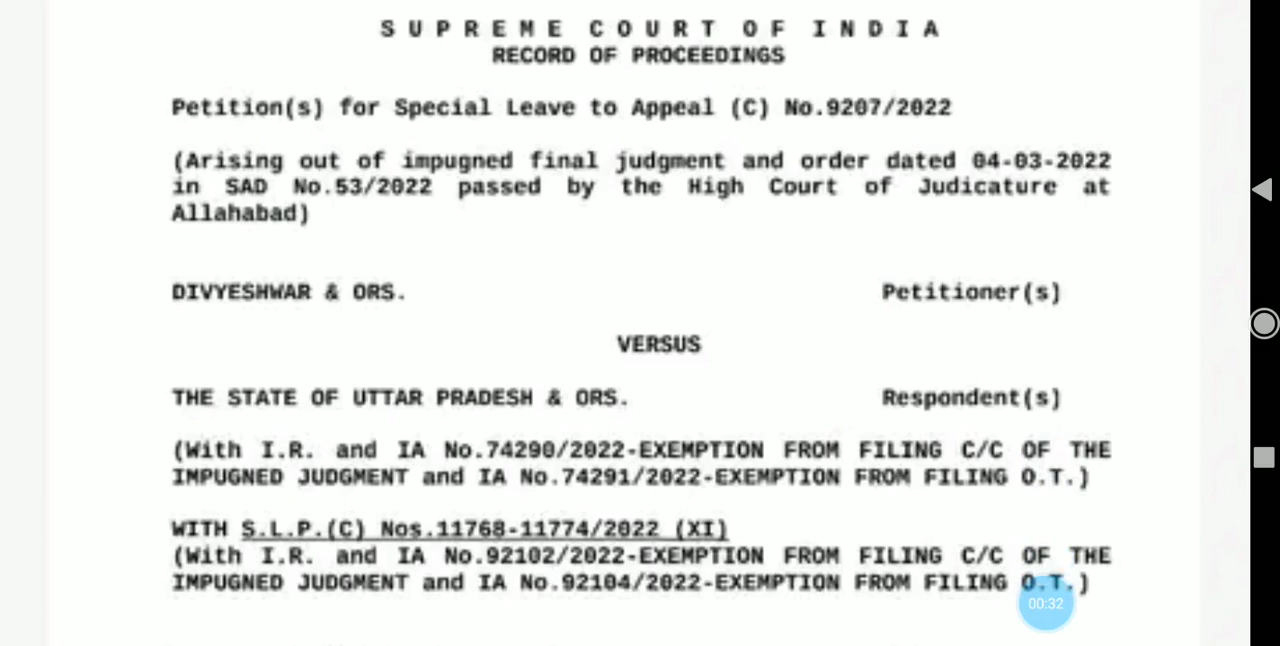 S U P R E M E  C O U R T  O F  I N D I A
RECORD OF PROCEEDINGS
Petition(s) for Special Leave to Appeal (C) No.9207/2022
(Arising out of impugned final judgment and order dated 04-03-2022
in SAD No.53/2022 passed by the High Court of Judicature at
Allahabad)
DIVYESHWAR & ORS. Petitioner(s)
VERSUS
THE STATE OF UTTAR PRADESH & ORS. Respondent(s)
(With I.R. and IA No.74290/2022-EXEMPTION FROM FILING C/C OF THE
IMPUGNED JUDGMENT and IA No.74291/2022-EXEMPTION FROM FILING O.T.)
WITH S.L.P.(C) Nos.11768-11774/2022 (XI)
(With I.R. and IA No.92102/2022-EXEMPTION FROM FILING C/C OF THE
IMPUGNED JUDGMENT and IA No.92104/2022-EXEMPTION FROM FILING O.T.)
00:32